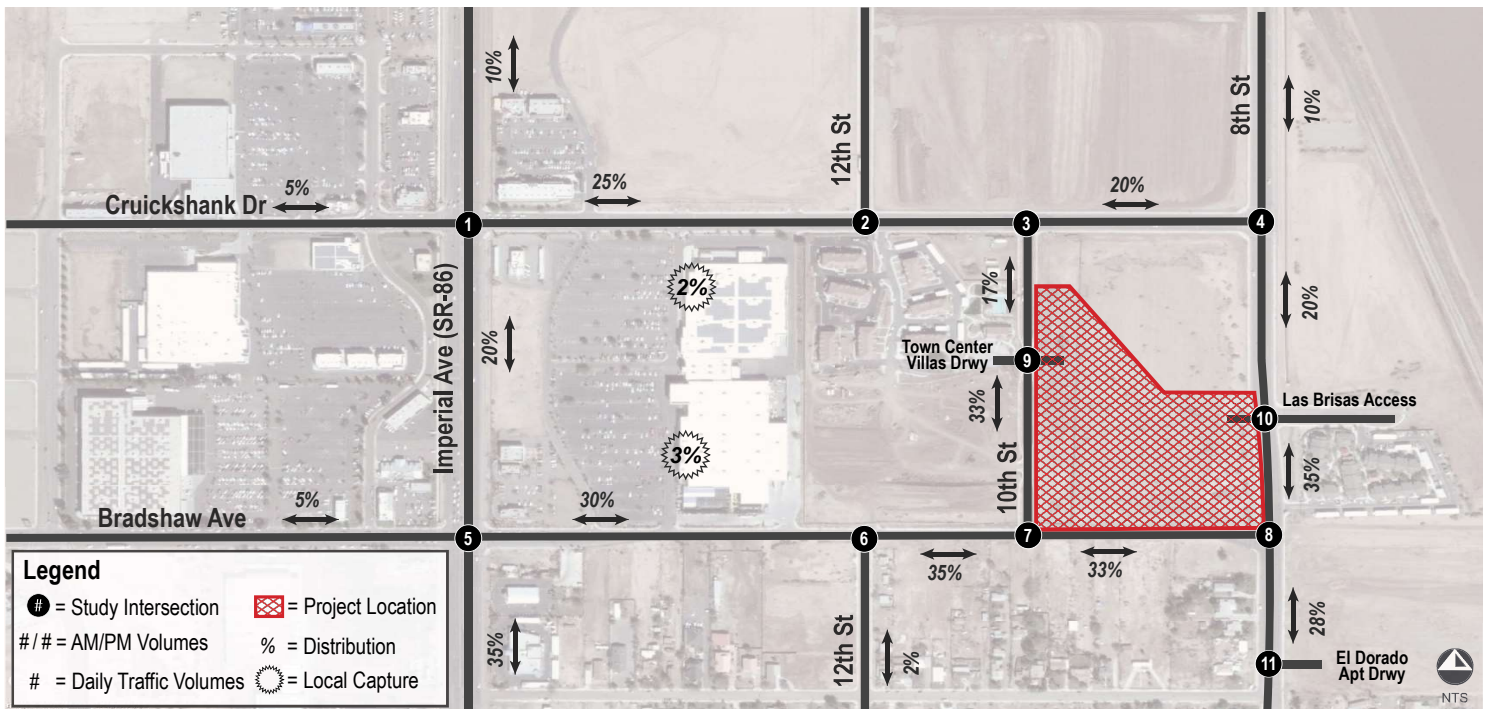 10%
12th St
8th St
10%
Cruickshank Dr
5%
25%
20%
1
2
3
4
Imperial Ave (SR-86)
20%
2%
17%
20%
Town Center
Villas Drwy
9
33%
Las Brisas Access
10
3%
10th St
35%
Bradshaw Ave
5%
30%
5
6
7
8
35%
33%
Legend
# = Study Intersection
= Project Location
# / # = AM/PM Volumes
% = Distribution
# = Daily Traffic Volumes
= Local Capture
35%
12th St
2%
28%
11
El Dorado
Apt Drwy
NTS